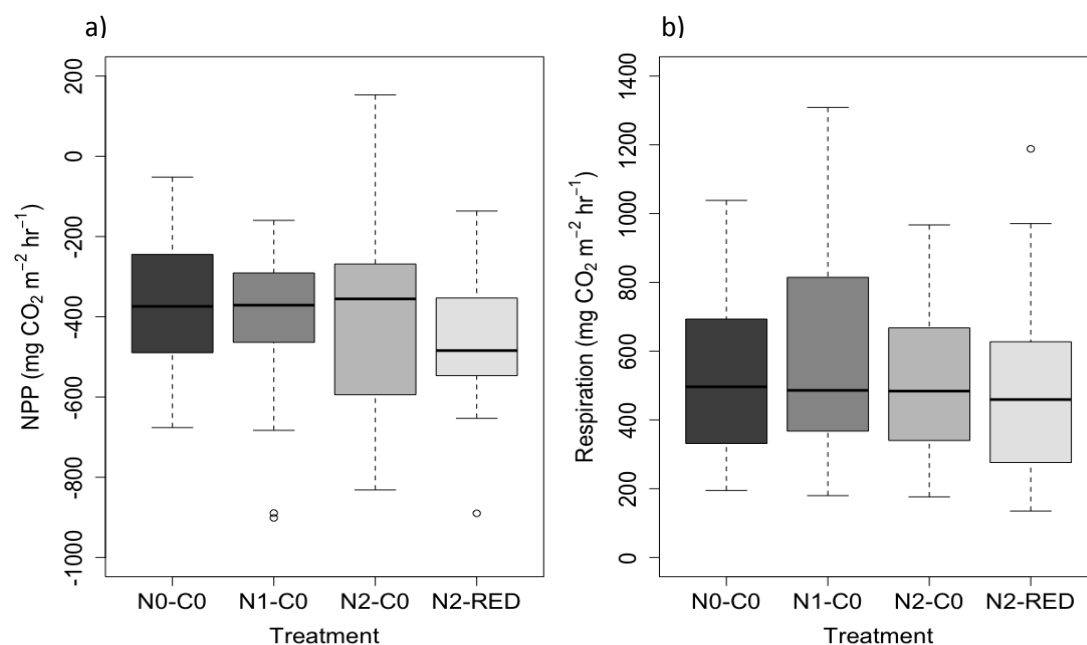 a)
NPP (mg CO₂ m⁻² hr⁻¹)
200
0
-200
-400
-600
-800
-1000
N0-C0 N1-C0 N2-C0 N2-RED
Treatment
b)
Respiration (mg CO₂ m⁻² hr⁻¹)
1400
1200
1000
800
600
400
200
0
N0-C0 N1-C0 N2-C0 N2-RED
Treatment